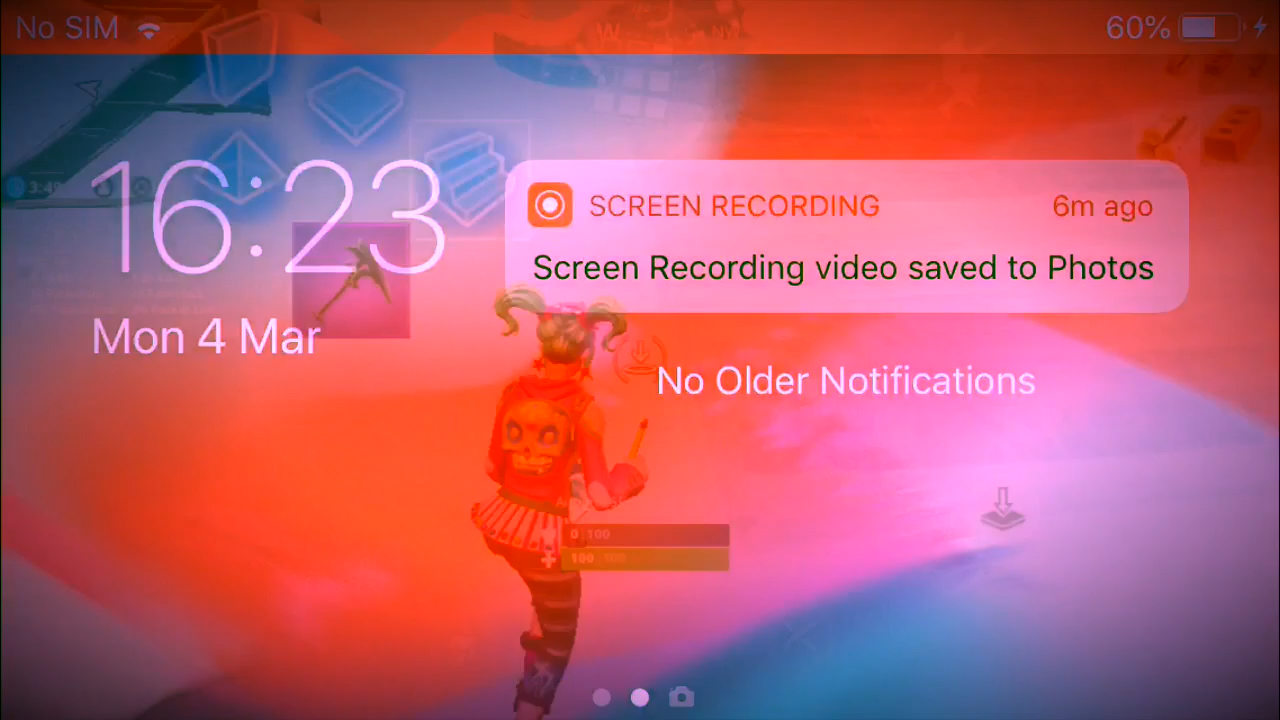 No SIM
60%
W
16:23
SCREEN RECORDING
6m ago
Screen Recording video saved to Photos
Mon 4 Mar
No Older Notifications
0 100
100